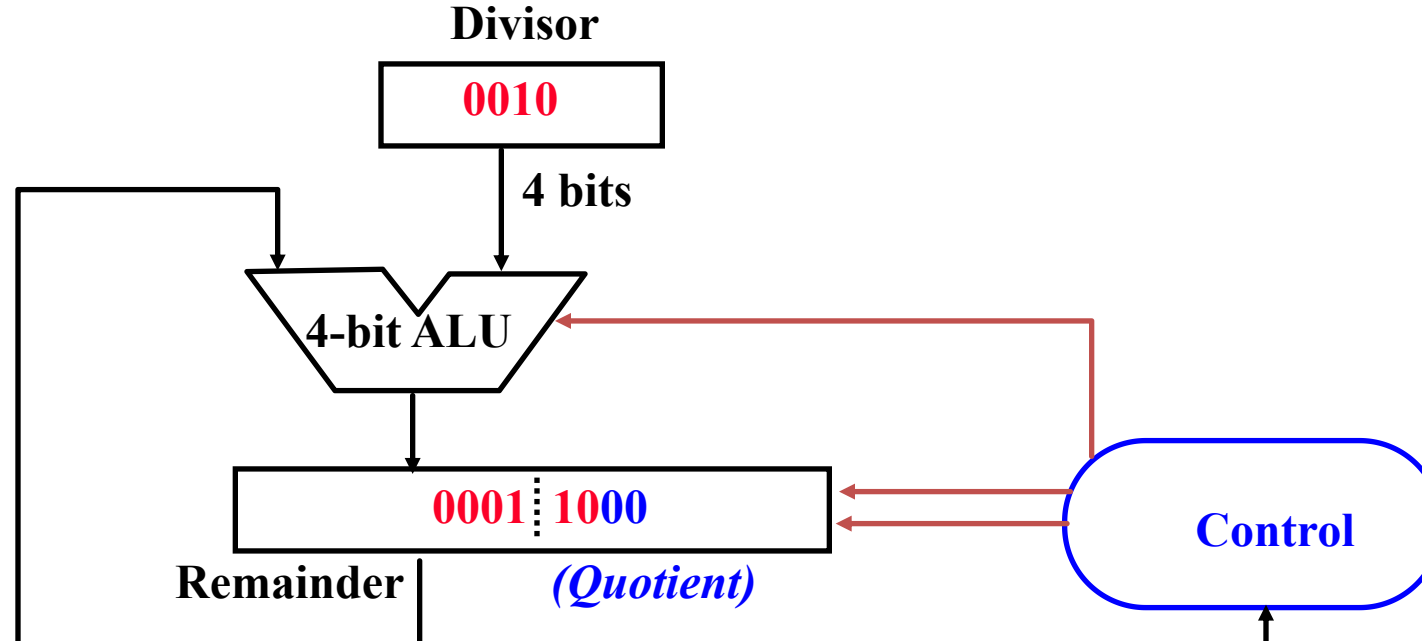 Divisor
0010
4 bits
4-bit ALU
0001 1000
Control
Remainder (Quotient)